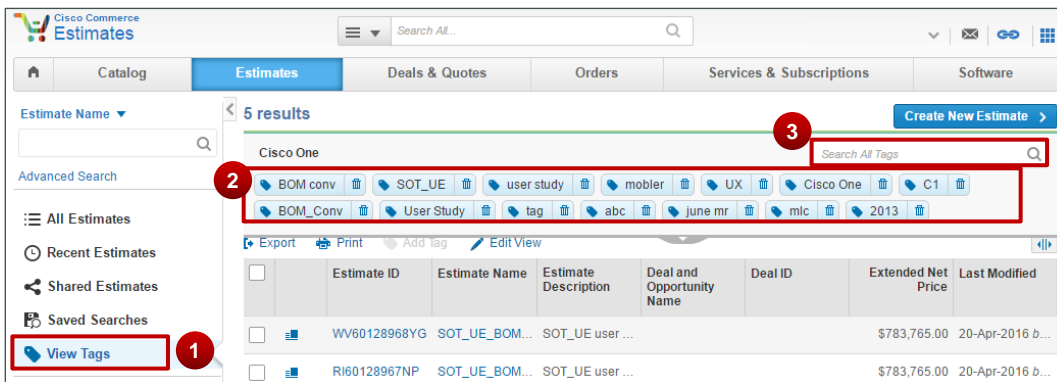 Cisco Commerce
Estimates
Search All...
Catalog Estimates Deals & Quotes Orders Services & Subscriptions Software
Estimate Name
5 results
Create New Estimate
3
Cisco One
Search All Tags
Advanced Search
2
BOM conv SOT_UE user study mobler UX Cisco One C1
BOM_Conv User Study tag abc june mr mlc 2013
All Estimates
Recent Estimates
Shared Estimates
Saved Searches
View Tags
1
Export Print Add Tag Edit View
Estimate ID Estimate Name Estimate Description Deal and Opportunity Name Deal ID Extended Net Price Last Modified
WV60128968YG SOT_UE_BOM... SOT_UE user ... $783,765.00 20-Apr-2016 b...
RI60128967NP SOT_UE_BOM... SOT_UE user ... $783,765.00 20-Apr-2016 b...